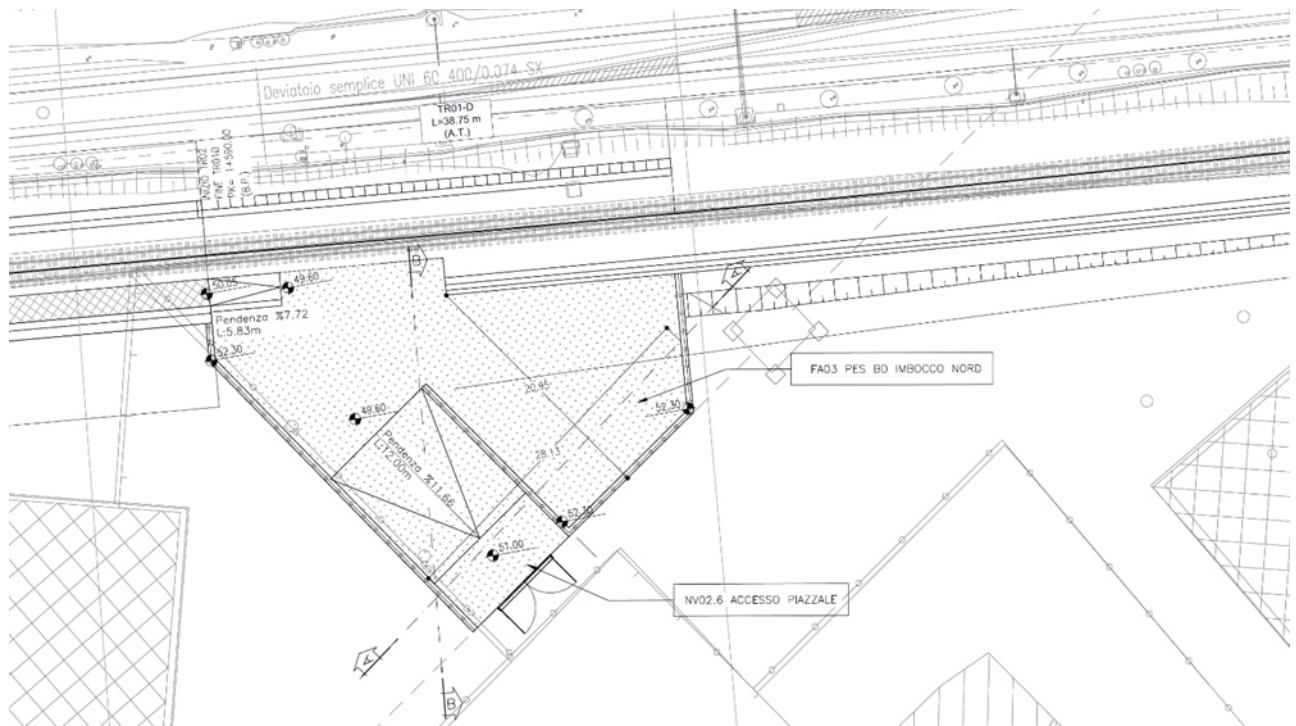 Deviatoio semplice UNI 60 400/0.074 SX
TR01-D
L=38.75 m
(A.T.)
INIZIO TR02
FINE TR01D
PK= 1+590.00
(B.P.)
B
A
50.05
49.60
Pendenza %7.72
L:5.83m
52.30
20.95
FA03 PES BD IMBOCCO NORD
49.60
52.30
Pendenza %11.66
L:12.00m
28.13
52.30
51.00
NV02.6 ACCESSO PIAZZALE
A
B